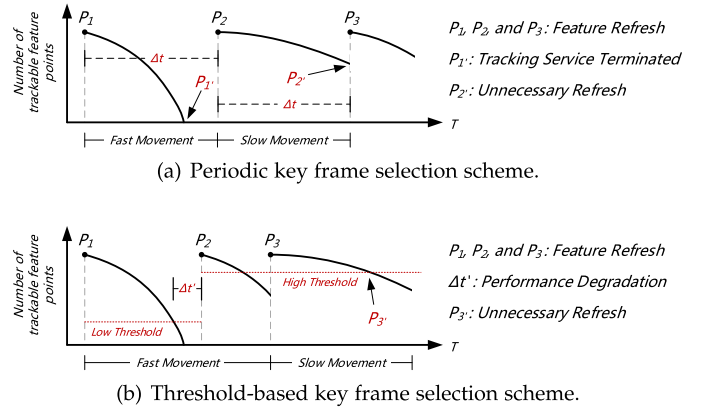 Number of
trackable feature
points
P1
P2
P3
Δt
P1'
P2'
Δt
T
Fast Movement
Slow Movement
P1, P2, and P3 : Feature Refresh
P1' : Tracking Service Terminated
P2' : Unnecessary Refresh
(a) Periodic key frame selection scheme.
Number of
trackable feature
points
P1
P2
P3
Δt'
High Threshold
Low Threshold
P3'
T
Fast Movement
Slow Movement
P1, P2, and P3 : Feature Refresh
Δt' : Performance Degradation
P3' : Unnecessary Refresh
(b) Threshold-based key frame selection scheme.